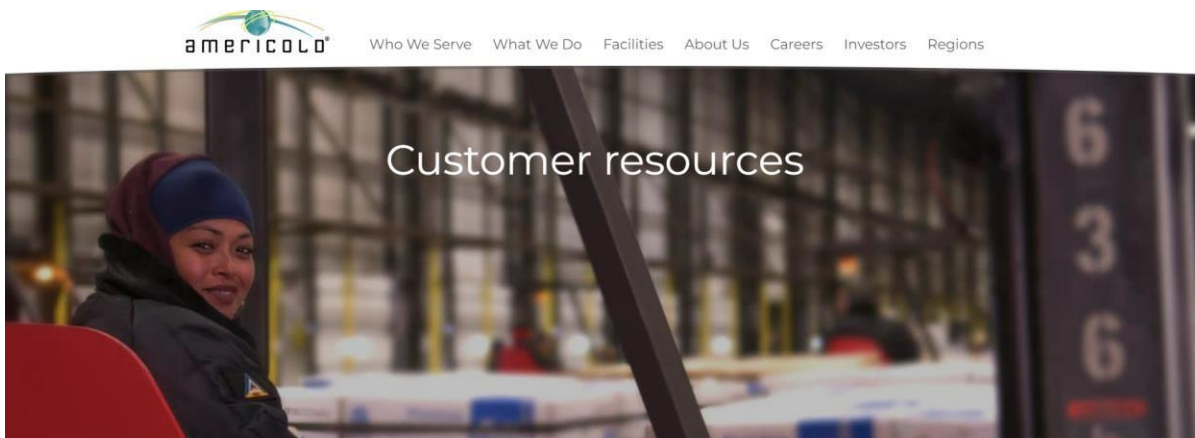 americold®
Who We Serve What We Do Facilities About Us Careers Investors Regions
Customer resources
6
3
6